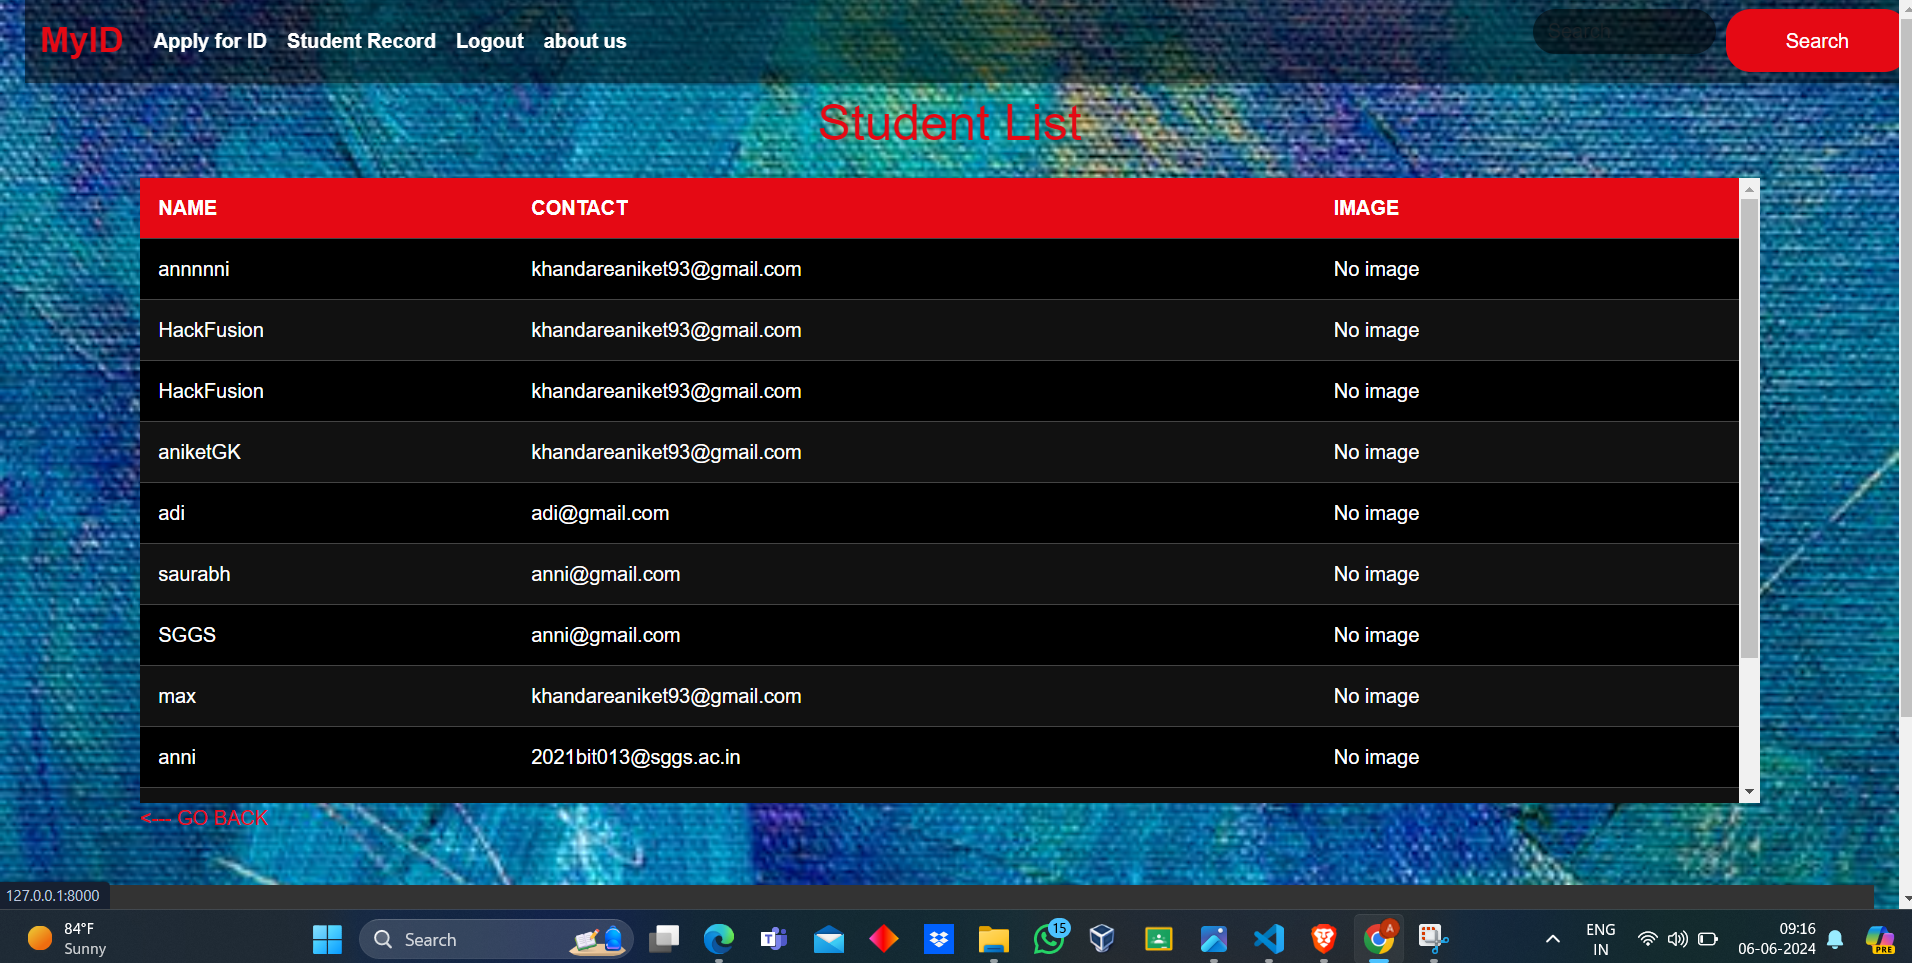 MyID Apply for ID Student Record Logout about us Search Search
Student List
NAME CONTACT IMAGE
annnnni khandareaniket93@gmail.com No image
HackFusion khandareaniket93@gmail.com No image
HackFusion khandareaniket93@gmail.com No image
aniketGK khandareaniket93@gmail.com No image
adi adi@gmail.com No image
saurabh anni@gmail.com No image
SGGS anni@gmail.com No image
max khandareaniket93@gmail.com No image
anni 2021bit013@sggs.ac.in No image
<--- GO BACK
127.0.0.1:8000
84°F
Sunny
Search
15
A
ENG
IN
09:16
06-06-2024
PRE